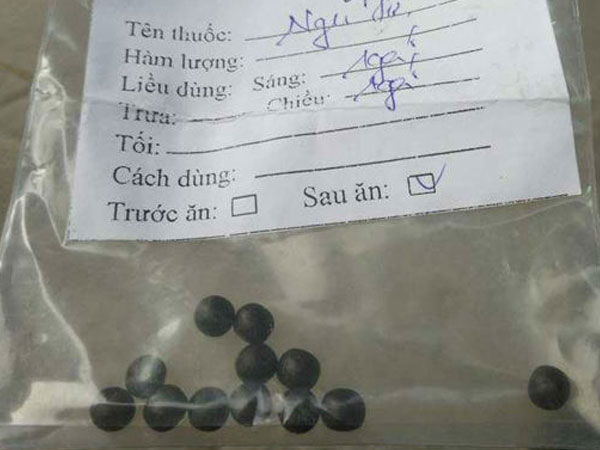 Tên thuốc:
Hàm lượng:
Liều dùng: Sáng:
Trưa: Chiều:
Tối:
Cách dùng:
Trước ăn: Sau ăn: